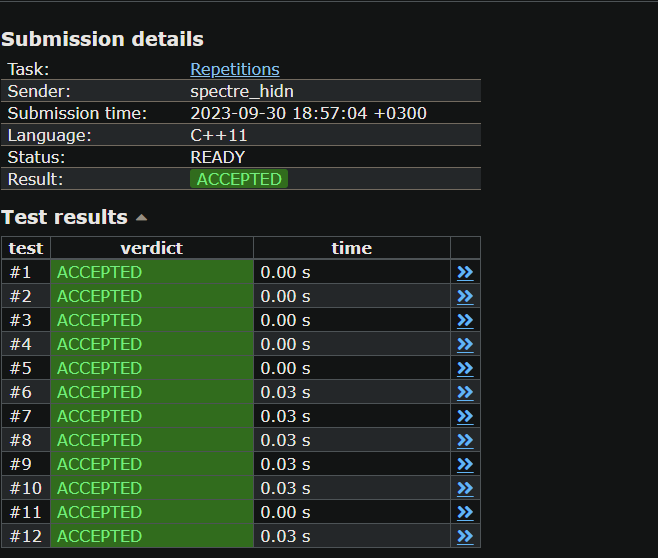 Submission details
Task: Repetitions
Sender: spectre_hidn
Submission time: 2023-09-30 18:57:04 +0300
Language: C++11
Status: READY
Result: ACCEPTED
Test results
test verdict time
#1 ACCEPTED 0.00 s
#2 ACCEPTED 0.00 s
#3 ACCEPTED 0.00 s
#4 ACCEPTED 0.00 s
#5 ACCEPTED 0.00 s
#6 ACCEPTED 0.03 s
#7 ACCEPTED 0.03 s
#8 ACCEPTED 0.03 s
#9 ACCEPTED 0.03 s
#10 ACCEPTED 0.03 s
#11 ACCEPTED 0.00 s
#12 ACCEPTED 0.03 s